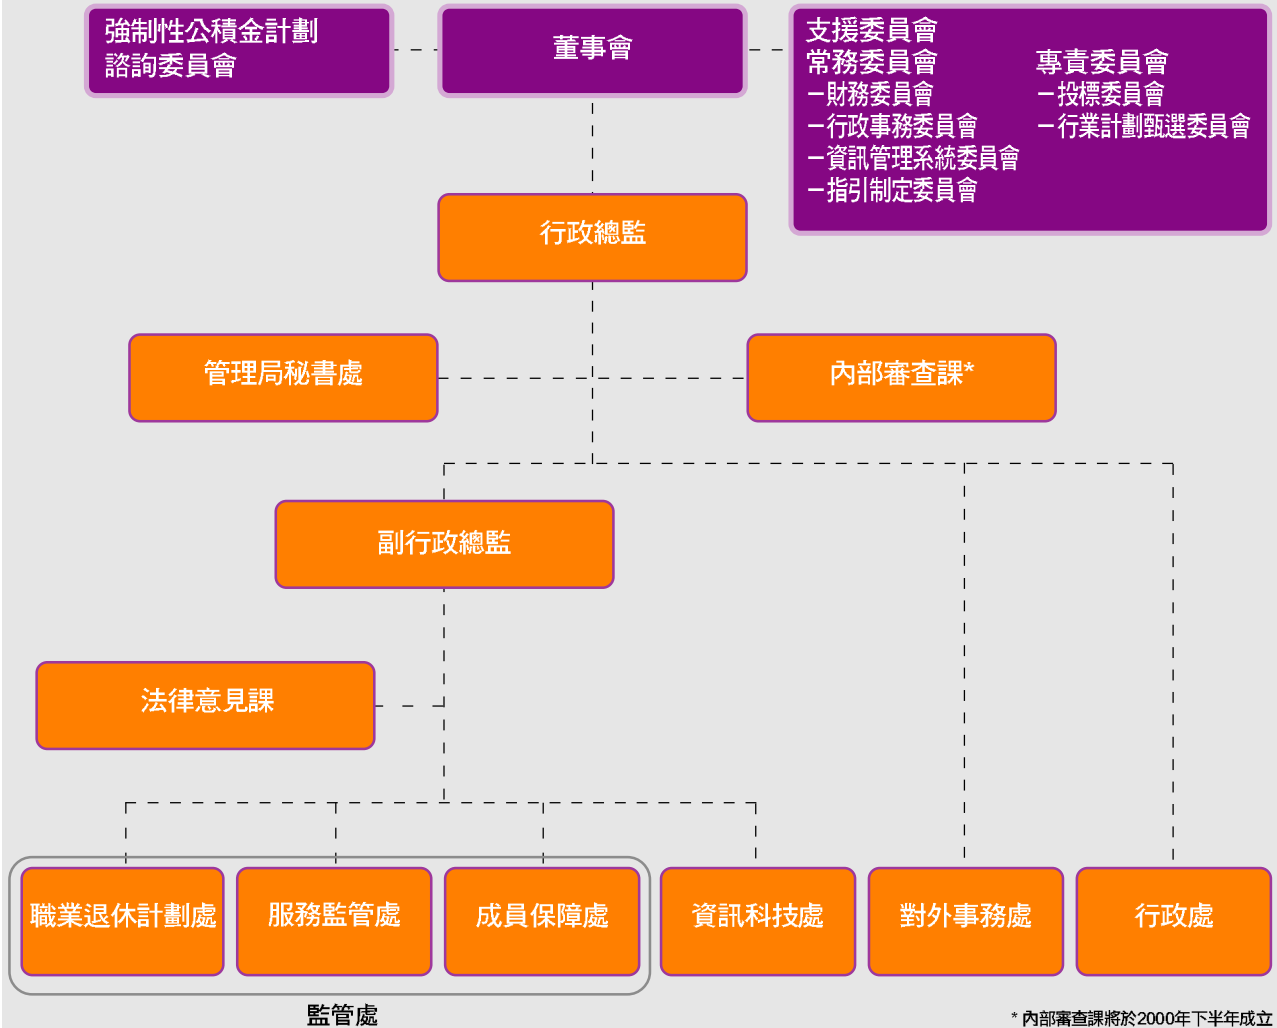 強制性公積金計劃
諮詢委員會
董事會
支援委員會
常務委員會
－財務委員會
－行政事務委員會
－資訊管理系統委員會
－指引制定委員會
專責委員會
－投標委員會
－行業計劃甄選委員會
行政總監
管理局秘書處
內部審查課*
副行政總監
法律意見課
職業退休計劃處
服務監管處
成員保障處
資訊科技處
對外事務處
行政處
監管處
* 內部審查課將於2000年下半年成立